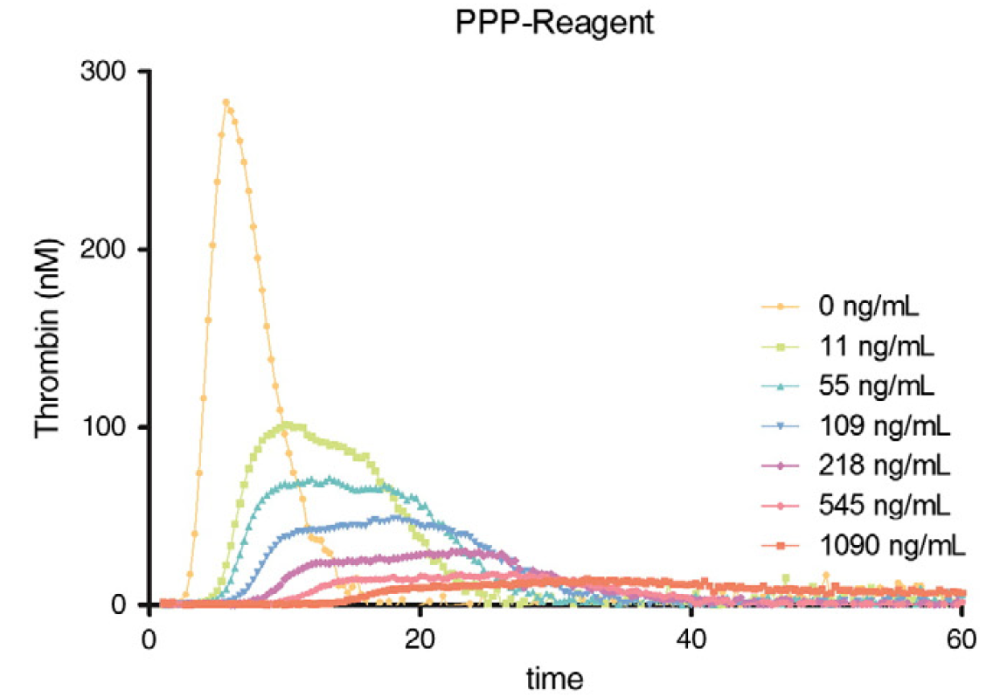 PPP-Reagent
300
200
100
0
Thrombin (nM)
0 20 40 60
time
0 ng/mL
11 ng/mL
55 ng/mL
109 ng/mL
218 ng/mL
545 ng/mL
1090 ng/mL